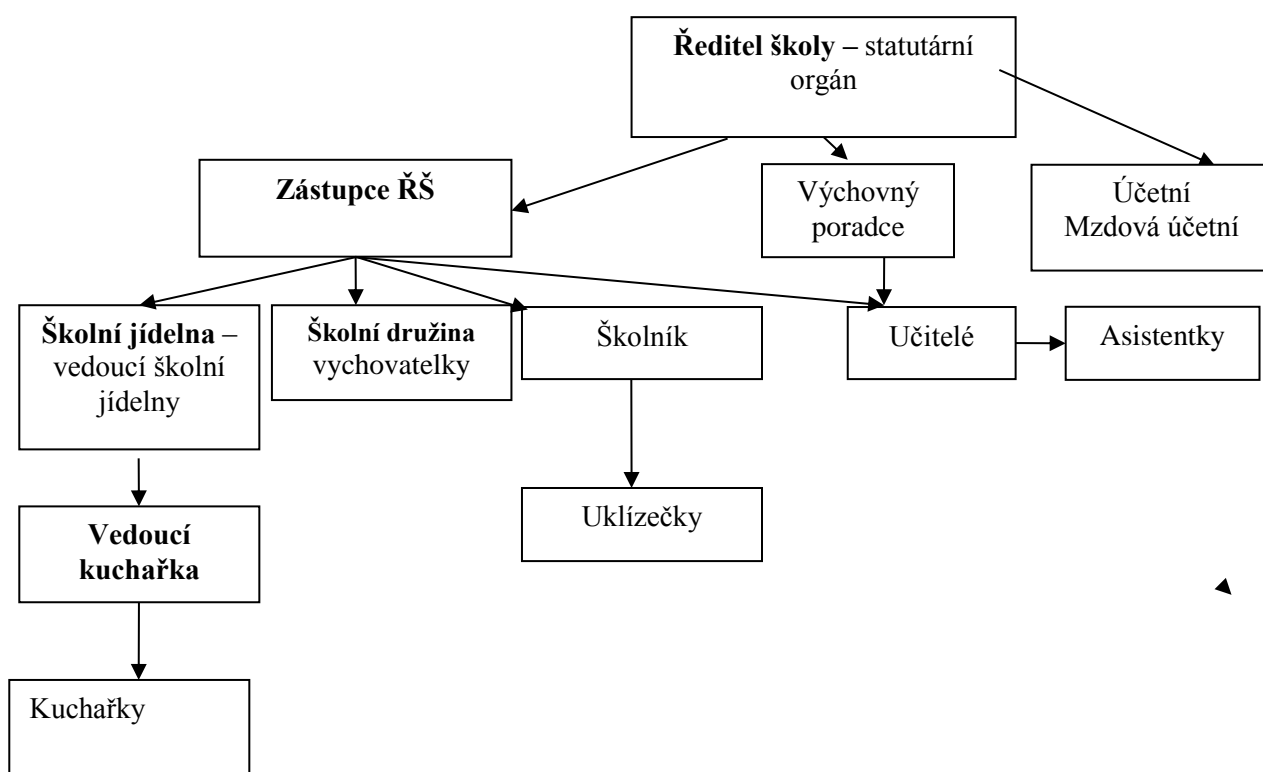 Ředitel školy – statutární
orgán
Zástupce ŘŠ
Výchovný
poradce
Účetní
Mzdová účetní
Školní jídelna –
vedoucí školní
jídelny
Školní družina
vychovatelky
Školník
Učitelé
Asistentky
Vedoucí
kuchařka
Uklízečky
Kuchařky